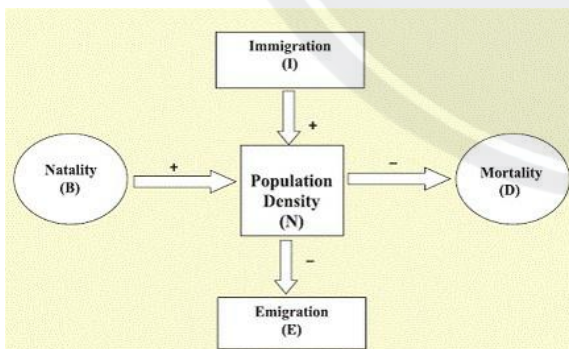 Immigration
(I)
+
Natality
(B)
+
Population
Density
(N)
–
Mortality
(D)
–
Emigration
(E)